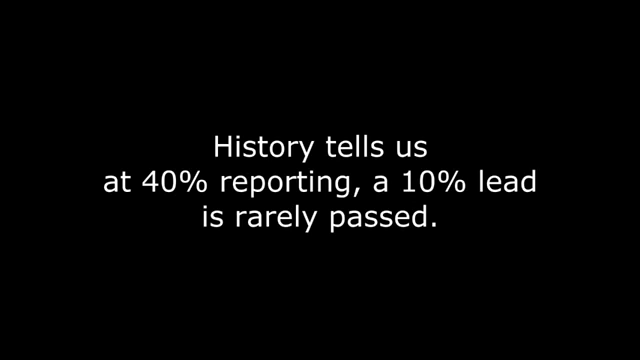 History tells us
at 40% reporting, a 10% lead
is rarely passed.